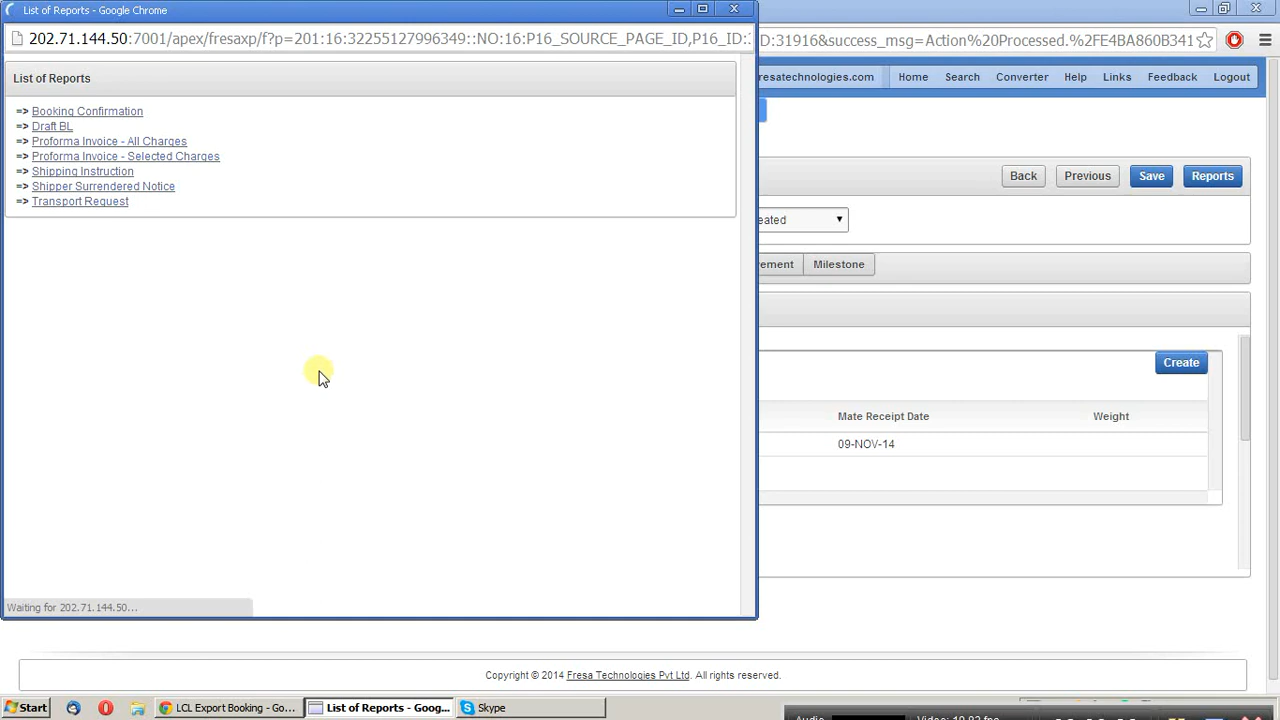 List of Reports - Google Chrome
202.71.144.50:7001/apex/fresaxp/f?p=201:16:32255127996349::NO:16:P16_SOURCE_PAGE_ID,P16_ID:
D:31916&success_msg=Action%20Processed.%2FE4BA860B341
List of Reports
=> Booking Confirmation
=> Draft BL
=> Proforma Invoice - All Charges
=> Proforma Invoice - Selected Charges
=> Shipping Instruction
=> Shipper Surrendered Notice
=> Transport Request
Waiting for 202.71.144.50...
resatechnologies.com Home Search Converter Help Links Feedback Logout
Back Previous Save Reports
eated
ement Milestone
Create
Mate Receipt Date Weight
09-NOV-14
Copyright © 2014 Fresa Technologies Pvt Ltd. All rights reserved.
Start LCL Export Booking - Go... List of Reports - Goog... Skype